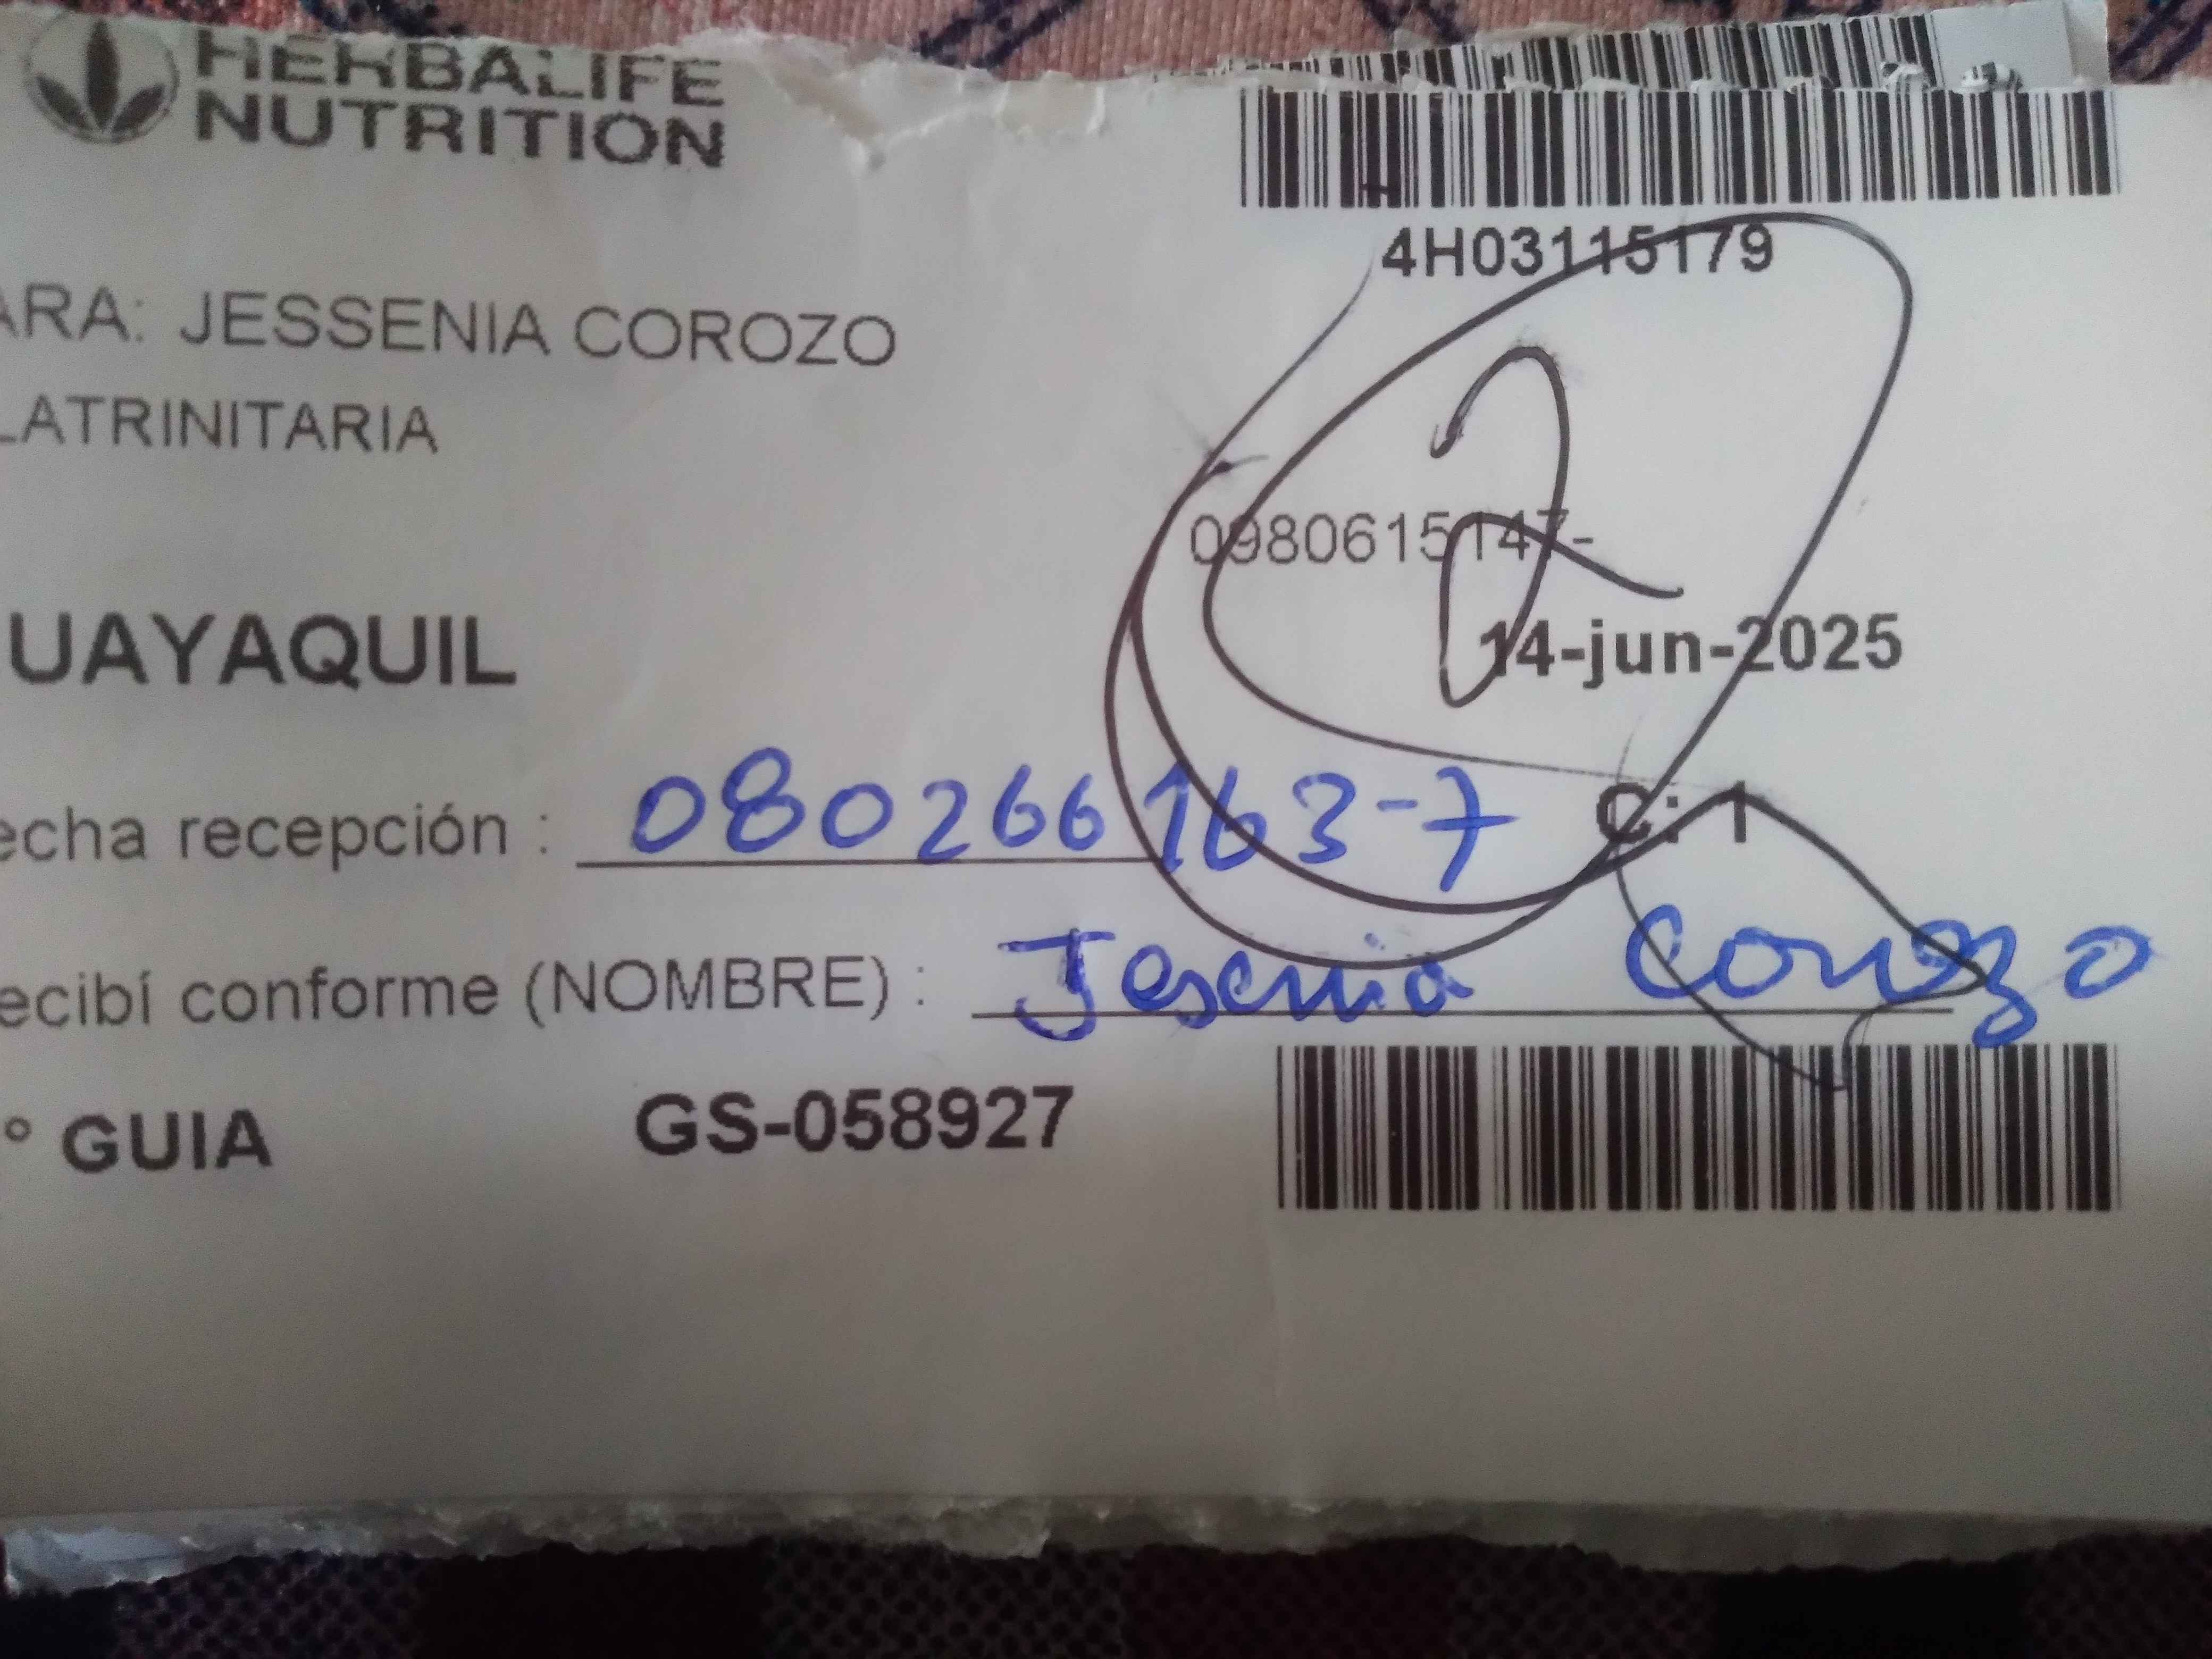 HERBALIFE
NUTRITION
4H03115179
ARA: JESSENIA COROZO
LATRINITARIA
0980615147-
14-jun-2025
UAYAQUIL
echa recepción : 080266163-7 C: 1
ecibí conforme (NOMBRE) : Jesenia Corozo
° GUIA GS-058927